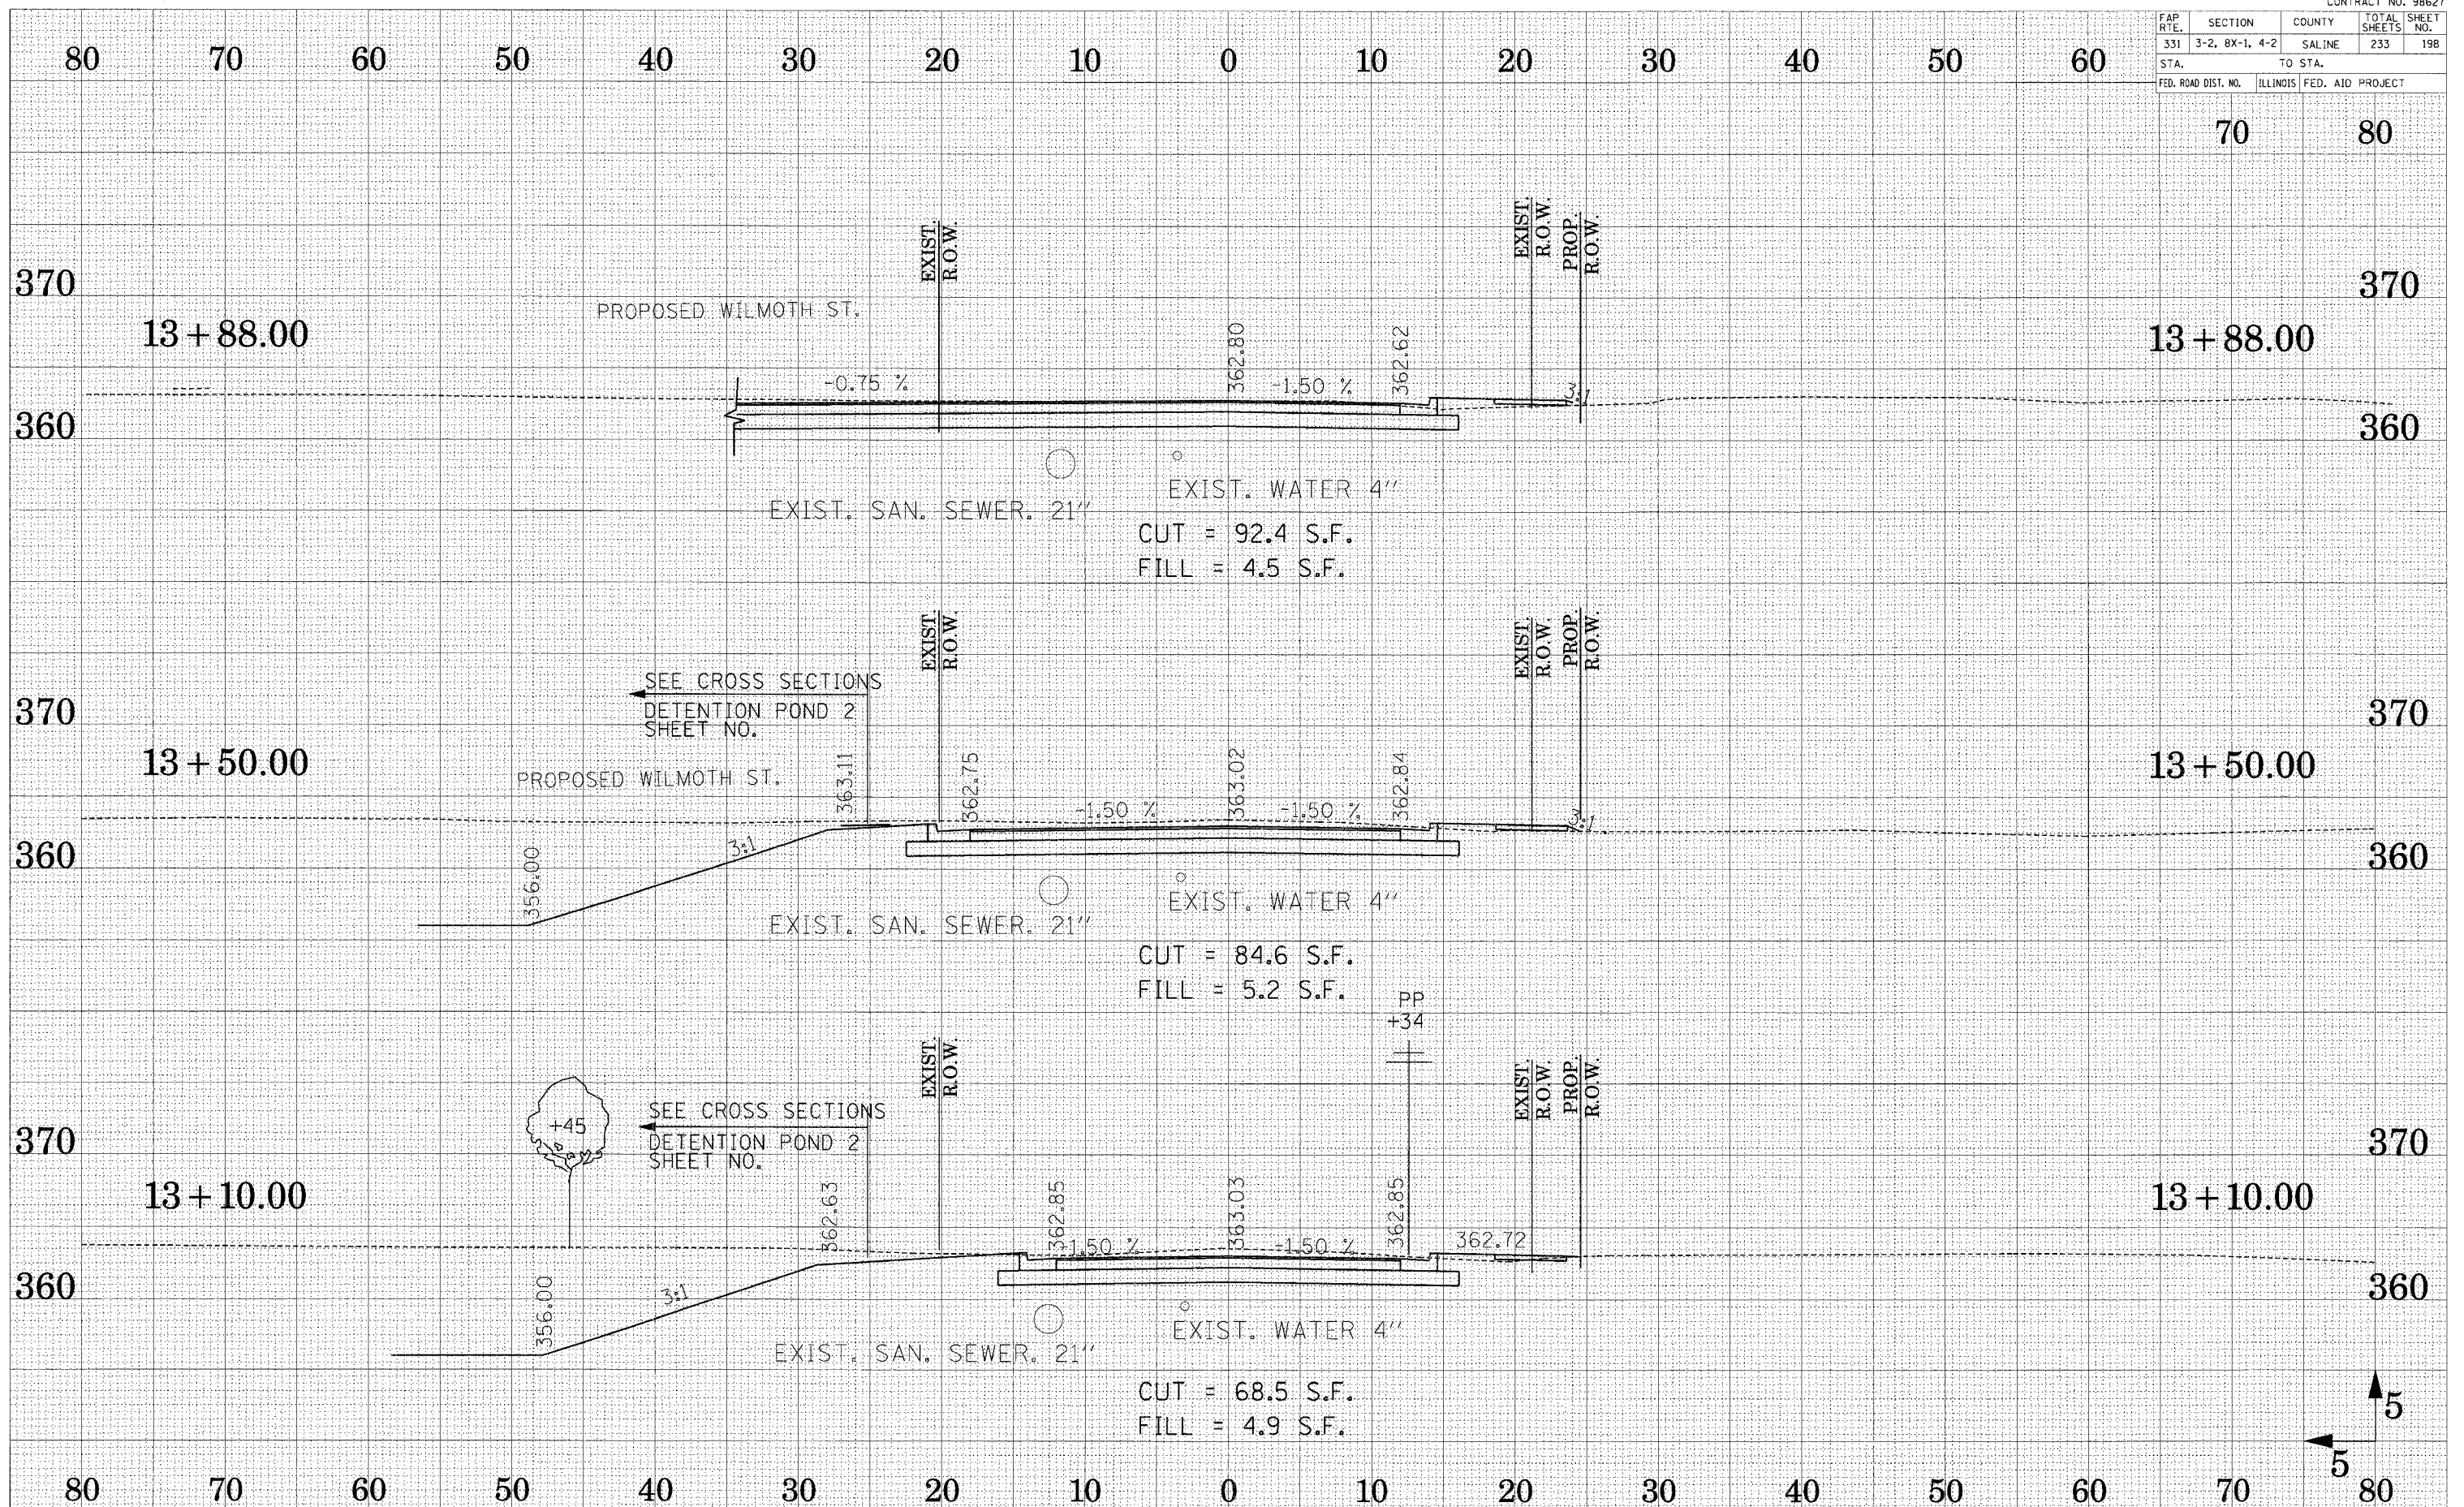 CONTRACT NO. 98627
FAP RTE. SECTION COUNTY TOTAL SHEETS SHEET NO.
331 3-2, 8X-1, 4-2 SALINE 233 198
STA. TO STA.
FED. ROAD DIST. NO. ILLINOIS FED. AID PROJECT
80 70 60 50 40 30 20 10 0 10 20 30 40 50 60
70 80
EXIST. R.O.W.
EXIST. R.O.W.
PROP. R.O.W.
370 370
PROPOSED WILMOTH ST.
13+88.00 13+88.00
362.80 362.62
-0.75 % -1.50 % 3:1
360 360
EXIST. WATER 4"
EXIST. SAN. SEWER. 21"
CUT = 92.4 S.F.
FILL = 4.5 S.F.
EXIST. R.O.W.
EXIST. R.O.W.
PROP. R.O.W.
SEE CROSS SECTIONS
DETENTION POND 2
SHEET NO.
370 370
13+50.00 13+50.00
PROPOSED WILMOTH ST.
363.11 362.75 363.02 362.84
-1.50 % -1.50 % 3:1
3:1
360 360
356.00
EXIST. WATER 4"
EXIST. SAN. SEWER. 21"
CUT = 84.6 S.F.
FILL = 5.2 S.F.
PP
+34
EXIST. R.O.W.
EXIST. R.O.W.
PROP. R.O.W.
SEE CROSS SECTIONS
+45
DETENTION POND 2
SHEET NO.
370 370
13+10.00 13+10.00
362.63 362.85 363.03 362.85
-1.50 % -1.50 % 362.72
360 360
3:1
356.00
EXIST. WATER 4"
EXIST. SAN. SEWER. 21"
CUT = 68.5 S.F.
FILL = 4.9 S.F.
5
5
80 70 60 50 40 30 20 10 0 10 20 30 40 50 60 70 80